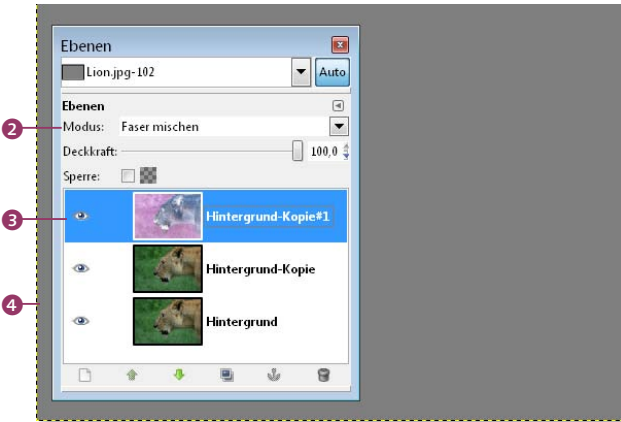 Ebenen
Lion.jpg-102
Auto
Ebenen
2
Modus: Faser mischen
Deckkraft: 100,0
Sperre:
3
Hintergrund-Kopie#1
Hintergrund-Kopie
4
Hintergrund